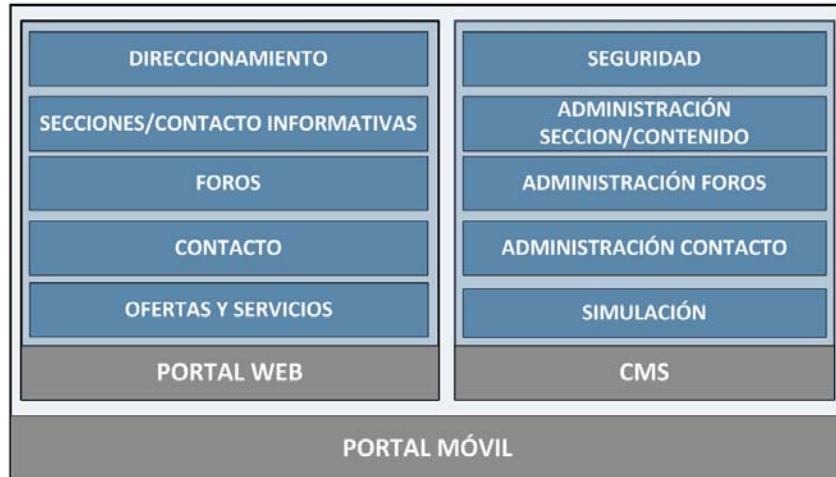 DIRECCIONAMIENTO
SECCIONES/CONTACTO INFORMATIVAS
FOROS
CONTACTO
OFERTAS Y SERVICIOS
PORTAL WEB
SEGURIDAD
ADMINISTRACIÓN
SECCION/CONTENIDO
ADMINISTRACIÓN FOROS
ADMINISTRACIÓN CONTACTO
SIMULACIÓN
CMS
PORTAL MÓVIL